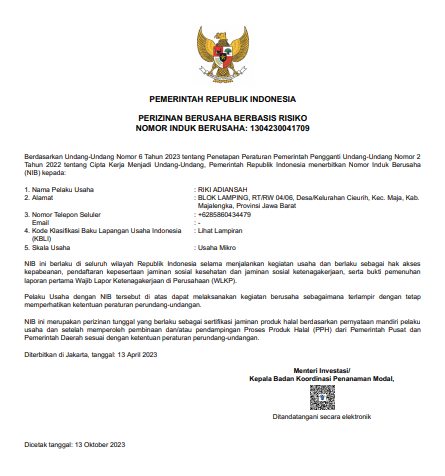 PEMERINTAH REPUBLIK INDONESIA
PERIZINAN BERUSAHA BERBASIS RISIKO
NOMOR INDUK BERUSAHA: 1304230041709
Berdasarkan Undang-Undang Nomor 6 Tahun 2023 tentang Penetapan Peraturan Pemerintah Pengganti Undang-Undang Nomor 2
Tahun 2022 tentang Cipta Kerja Menjadi Undang-Undang, Pemerintah Republik Indonesia menerbitkan Nomor Induk Berusaha
(NIB) kepada:
1. Nama Pelaku Usaha : RIKI ADIANSAH
2. Alamat : BLOK LAMPING, RT/RW 04/06, Desa/Kelurahan Cieurih, Kec. Maja, Kab.
Majalengka, Provinsi Jawa Barat
3. Nomor Telepon Seluler : +6285860434479
Email : -
4. Kode Klasifikasi Baku Lapangan Usaha Indonesia : Lihat Lampiran
(KBLI)
5. Skala Usaha : Usaha Mikro
NIB ini berlaku di seluruh wilayah Republik Indonesia selama menjalankan kegiatan usaha dan berlaku sebagai hak akses
kepabeanan, pendaftaran kepesertaan jaminan sosial kesehatan dan jaminan sosial ketenagakerjaan, serta bukti pemenuhan
laporan pertama Wajib Lapor Ketenagakerjaan di Perusahaan (WLKP).
Pelaku Usaha dengan NIB tersebut di atas dapat melaksanakan kegiatan berusaha sebagaimana terlampir dengan tetap
memperhatikan ketentuan peraturan perundang-undangan.
NIB ini merupakan perizinan tunggal yang berlaku sebagai sertifikasi jaminan produk halal berdasarkan pernyataan mandiri pelaku
usaha dan setelah memperoleh pembinaan dan/atau pendampingan Proses Produk Halal (PPH) dari Pemerintah Pusat dan
Pemerintah Daerah sesuai dengan ketentuan peraturan perundang-undangan.
Diterbitkan di Jakarta, tanggal: 13 April 2023
Menteri Investasi/
Kepala Badan Koordinasi Penanaman Modal,
Ditandatangani secara elektronik
Dicetak tanggal: 13 Oktober 2023